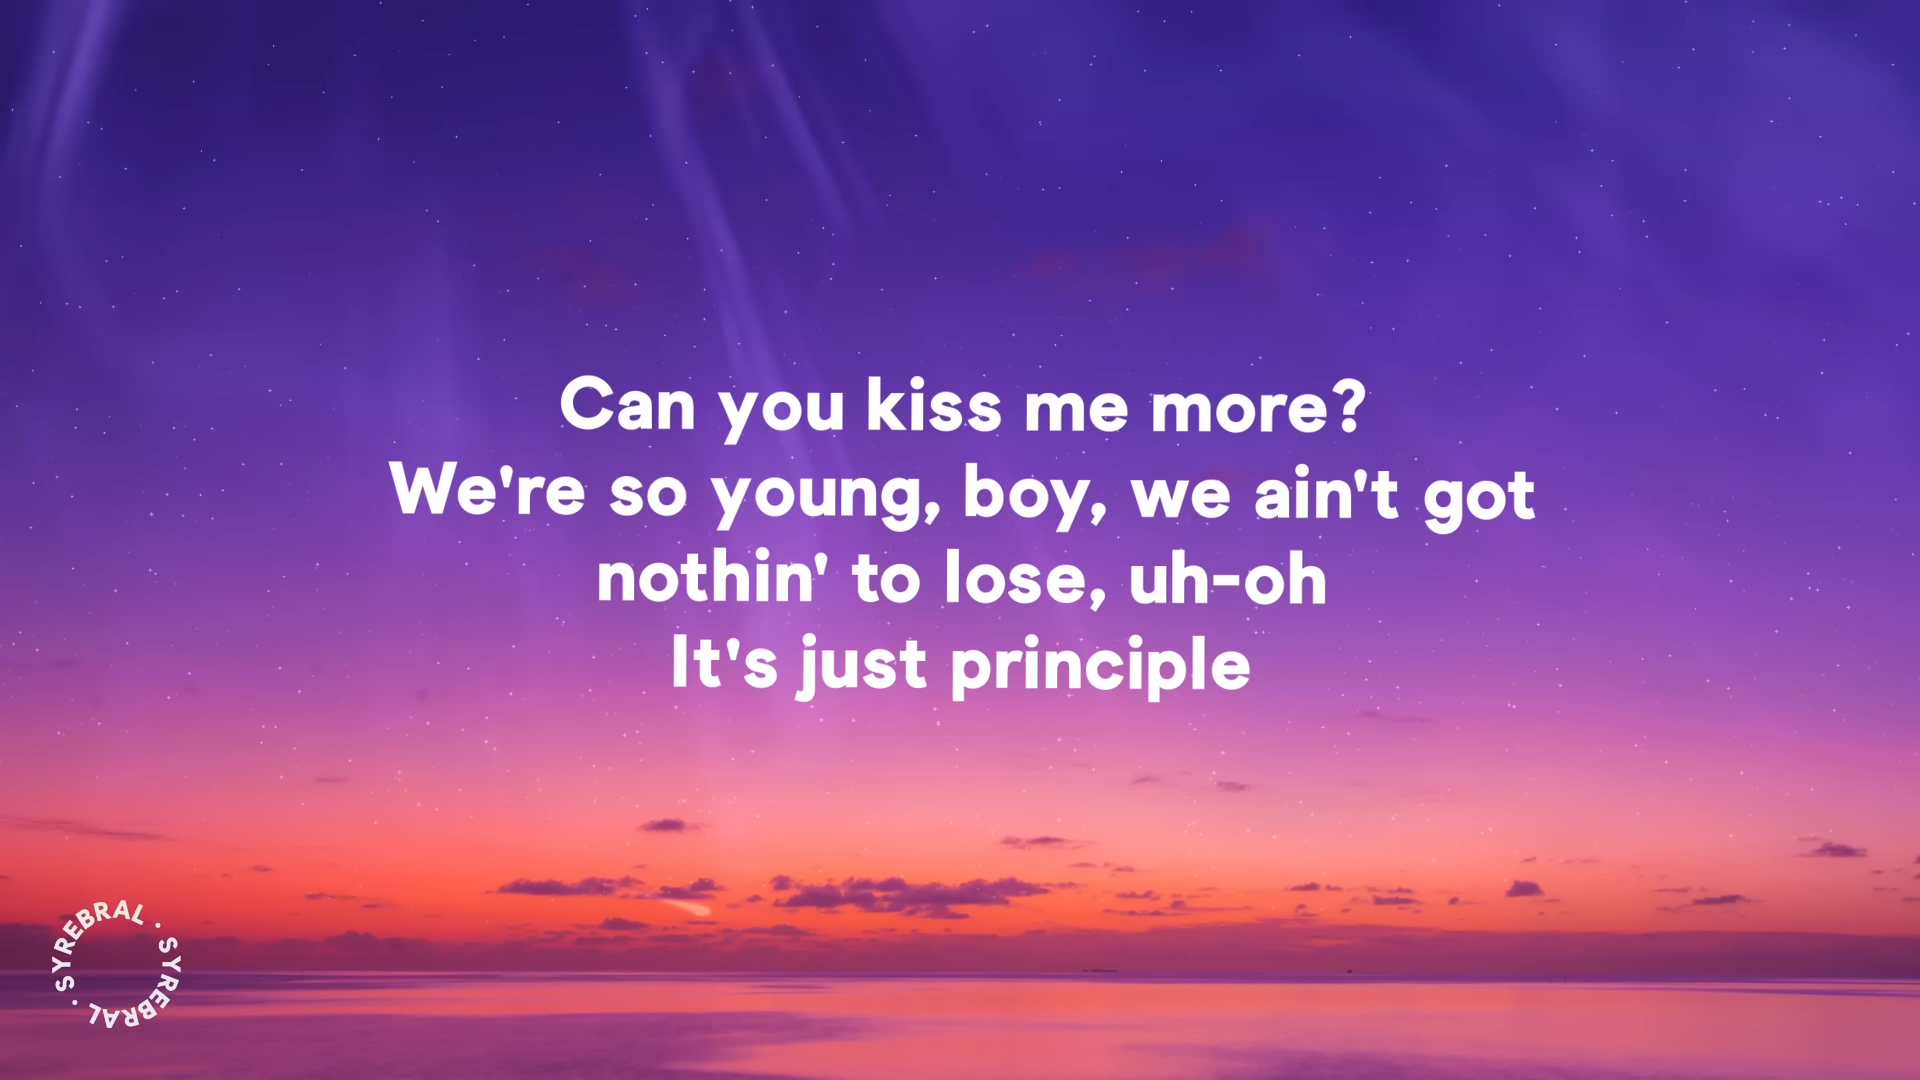 Can you kiss me more?
We're so young, boy, we ain't got
nothin' to lose, uh-oh
It's just principle
SYREBRAL · SYREBRAL · SYREBRAL